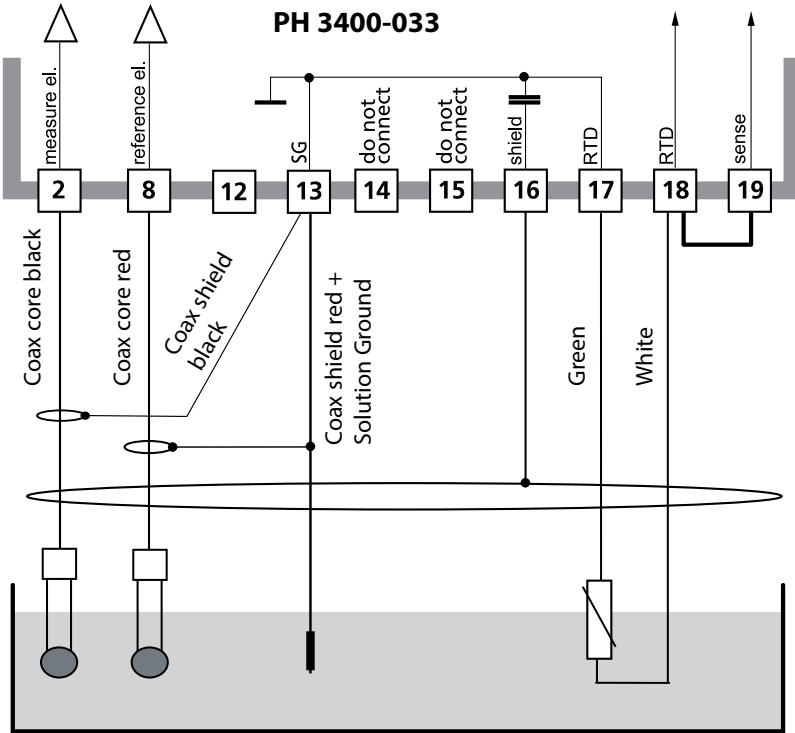 PH 3400-033
measure el.
reference el.
SG
do not
connect
do not
connect
shield
RTD
RTD
sense
2
8
12
13
14
15
16
17
18
19
Coax core black
Coax core red
Coax shield
black
Coax shield red +
Solution Ground
Green
White